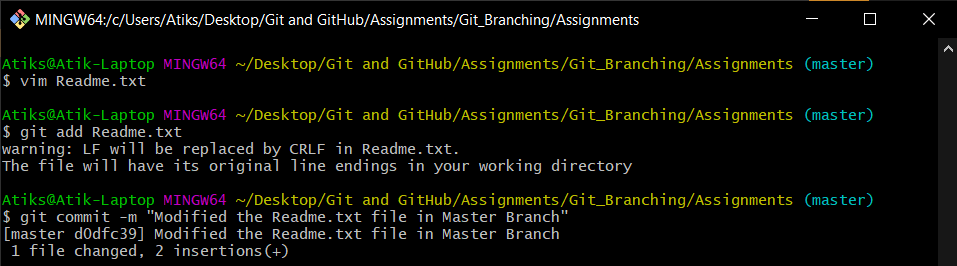 MINGW64:/c/Users/Atiks/Desktop/Git and GitHub/Assignments/Git_Branching/Assignments
Atiks@Atik-Laptop MINGW64 ~/Desktop/Git and GitHub/Assignments/Git_Branching/Assignments (master)
$ vim Readme.txt
Atiks@Atik-Laptop MINGW64 ~/Desktop/Git and GitHub/Assignments/Git_Branching/Assignments (master)
$ git add Readme.txt
warning: LF will be replaced by CRLF in Readme.txt.
The file will have its original line endings in your working directory
Atiks@Atik-Laptop MINGW64 ~/Desktop/Git and GitHub/Assignments/Git_Branching/Assignments (master)
$ git commit -m "Modified the Readme.txt file in Master Branch"
[master d0dfc39] Modified the Readme.txt file in Master Branch
 1 file changed, 2 insertions(+)